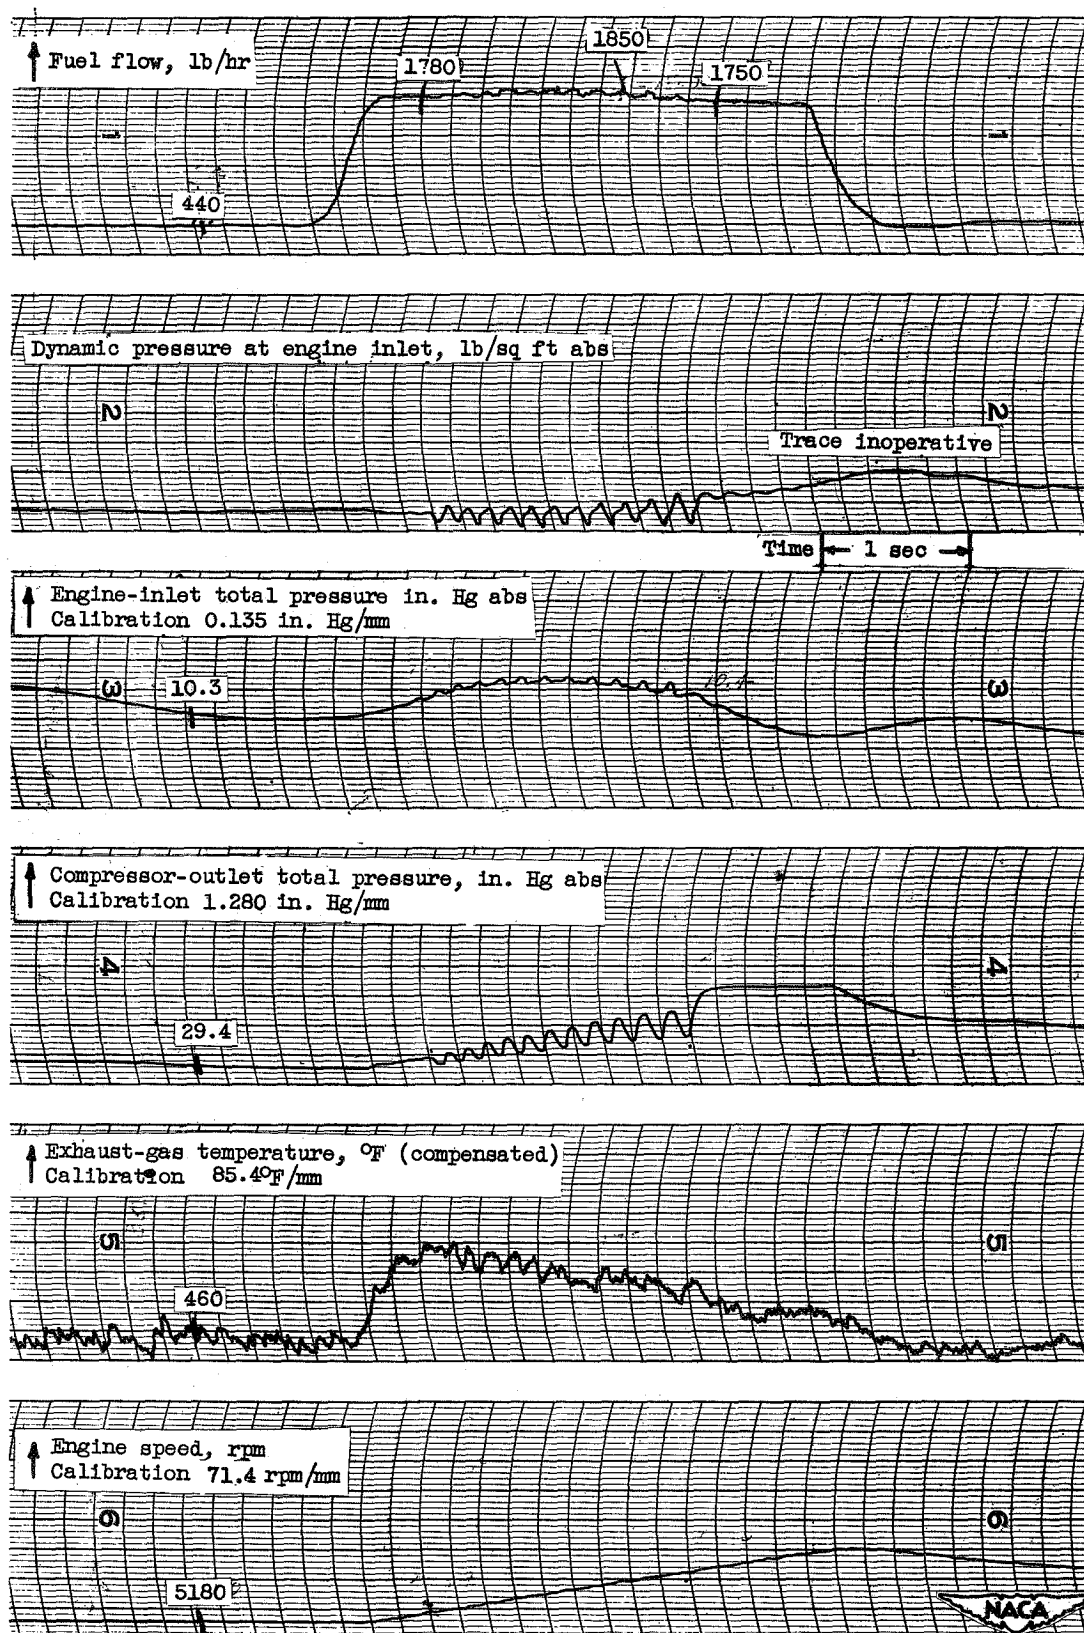 Fuel flow, lb/hr
1780
1850
1750
1
1
440
Dynamic pressure at engine inlet, lb/sq ft abs
2
2
Trace inoperative
Time
1 sec
Engine-inlet total pressure in. Hg abs
Calibration 0.135 in. Hg/mm
3
10.3
10.4
3
Compressor-outlet total pressure, in. Hg abs
Calibration 1.280 in. Hg/mm
4
4
29.4
Exhaust-gas temperature, °F (compensated)
Calibration 85.4°F/mm
5
5
460
Engine speed, rpm
Calibration 71.4 rpm/mm
6
6
5180
NACA